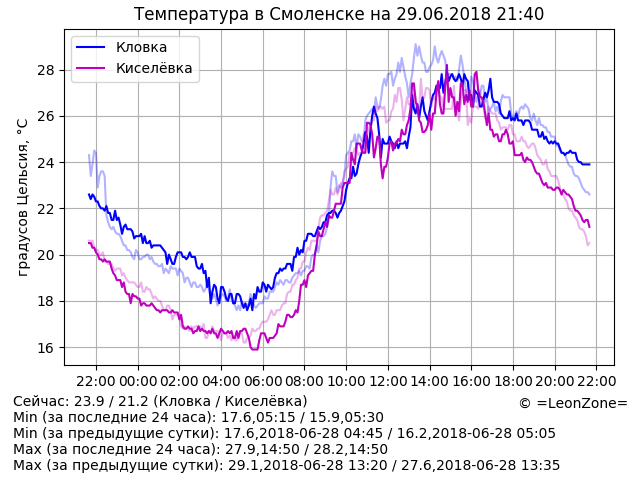 Температура в Смоленске на 29.06.2018 21:40
Кловка
Киселёвка
градусов Цельсия, °C
28
26
24
22
20
18
16
22:00 00:00 02:00 04:00 06:00 08:00 10:00 12:00 14:00 16:00 18:00 20:00 22:00
Сейчас: 23.9 / 21.2 (Кловка / Киселёвка)
© =LeonZone=
Min (за последние 24 часа): 17.6,05:15 / 15.9,05:30
Min (за предыдущие сутки): 17.6,2018-06-28 04:45 / 16.2,2018-06-28 05:05
Max (за последние 24 часа): 27.9,14:50 / 28.2,14:50
Max (за предыдущие сутки): 29.1,2018-06-28 13:20 / 27.6,2018-06-28 13:35